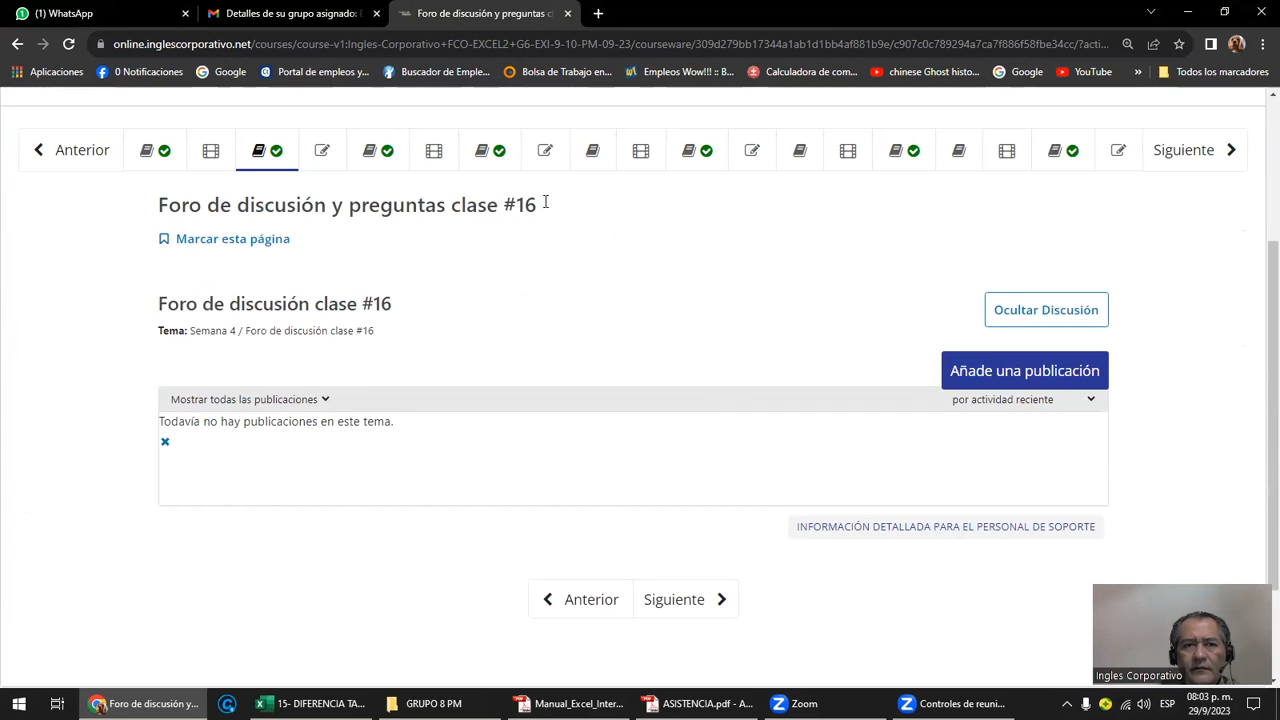 (1) WhatsApp
Detalles de su grupo asignado:
Foro de discusión y preguntas c
online.inglescorporativo.net/courses/course-v1:Ingles-Corporativo+FCO-EXCEL2+G6-EXI-9-10-PM-09-23/courseware/309d279bb17344a1ab1d1bb4af881b9e/c907c0c789294a7ca7f886f58fbe34cc/?acti...
Aplicaciones
0 Notificaciones
Google
Portal de empleos y...
Buscador de Emple...
Bolsa de Trabajo en...
Empleos Wow!!! :: B...
Calculadora de com...
chinese Ghost histo...
Google
YouTube
»
Todos los marcadores
Anterior
Siguiente
Foro de discusión y preguntas clase #16
Marcar esta página
Foro de discusión clase #16
Ocultar Discusión
Tema: Semana 4 / Foro de discusión clase #16
Añade una publicación
Mostrar todas las publicaciones
por actividad reciente
Todavía no hay publicaciones en este tema.
INFORMACIÓN DETALLADA PARA EL PERSONAL DE SOPORTE
Anterior
Siguiente
Ingles Corporativo
Foro de discusión y...
15- DIFERENCIA TA...
GRUPO 8 PM
Manual_Excel_Inter...
ASISTENCIA.pdf - A...
Zoom
Controles de reuni...
ESP
08:03 p. m.
29/9/2023